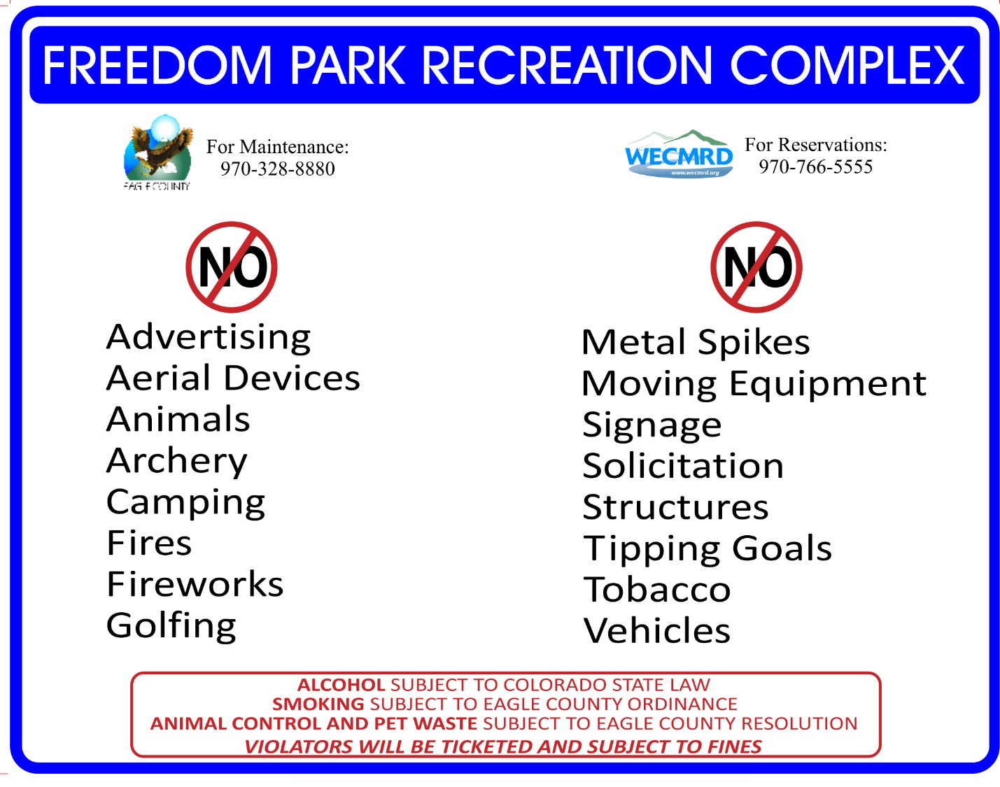 FREEDOM PARK RECREATION COMPLEX
For Maintenance:
970-328-8880
EAGLE COUNTY
WECMRD
www.wecmrd.org
For Reservations:
970-766-5555
NO
Advertising
Aerial Devices
Animals
Archery
Camping
Fires
Fireworks
Golfing
NO
Metal Spikes
Moving Equipment
Signage
Solicitation
Structures
Tipping Goals
Tobacco
Vehicles
ALCOHOL SUBJECT TO COLORADO STATE LAW
SMOKING SUBJECT TO EAGLE COUNTY ORDINANCE
ANIMAL CONTROL AND PET WASTE SUBJECT TO EAGLE COUNTY RESOLUTION
VIOLATORS WILL BE TICKETED AND SUBJECT TO FINES